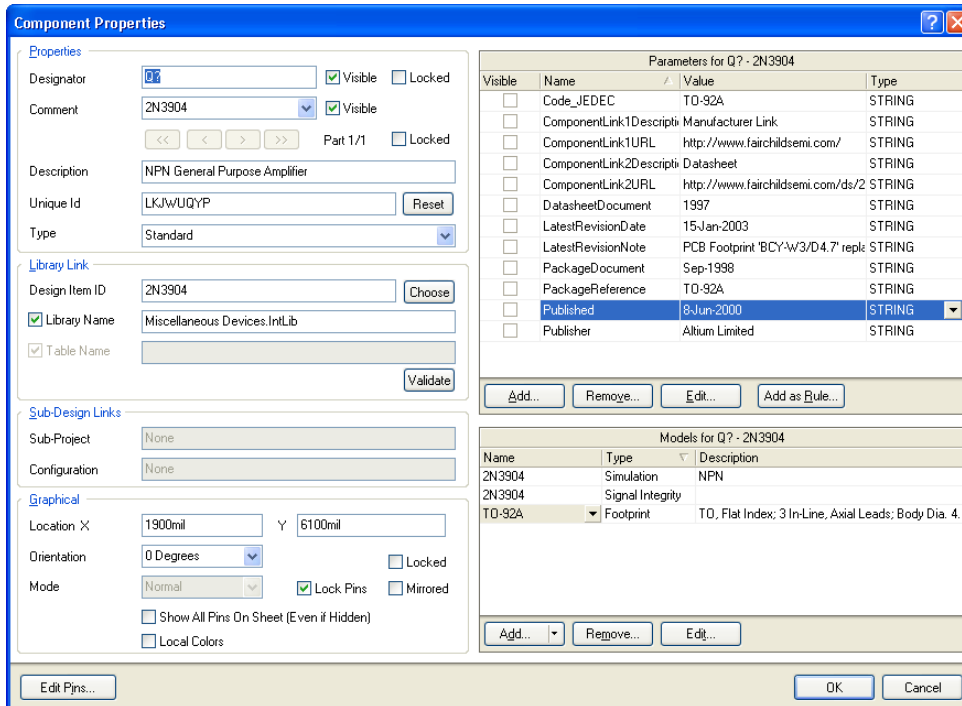 Component Properties
Properties
Designator Q? Visible Locked
Comment 2N3904 Visible
<< < > >> Part 1/1 Locked
Description NPN General Purpose Amplifier
Unique Id LKJWUQYP Reset
Type Standard
Library Link
Design Item ID 2N3904 Choose
Library Name Miscellaneous Devices.IntLib
Table Name
Validate
Sub-Design Links
Sub-Project None
Configuration None
Graphical
Location X 1900mil Y 6100mil
Orientation 0 Degrees Locked
Mode Normal Lock Pins Mirrored
Show All Pins On Sheet (Even if Hidden)
Local Colors
Edit Pins...
Parameters for Q? - 2N3904
Visible Name Value Type
Code_JEDEC TO-92A STRING
ComponentLink1Descripti Manufacturer Link STRING
ComponentLink1URL http://www.fairchildsemi.com/ STRING
ComponentLink2Descripti Datasheet STRING
ComponentLink2URL http://www.fairchildsemi.com/ds/2 STRING
DatasheetDocument 1997 STRING
LatestRevisionDate 15-Jan-2003 STRING
LatestRevisionNote PCB Footprint 'BCY-W3/D4.7' repla STRING
PackageDocument Sep-1998 STRING
PackageReference TO-92A STRING
Published 8-Jun-2000 STRING
Publisher Altium Limited STRING
Add... Remove... Edit... Add as Rule...
Models for Q? - 2N3904
Name Type Description
2N3904 Simulation NPN
2N3904 Signal Integrity
TO-92A Footprint TO, Flat Index; 3 In-Line, Axial Leads; Body Dia. 4.
Add... Remove... Edit...
OK Cancel